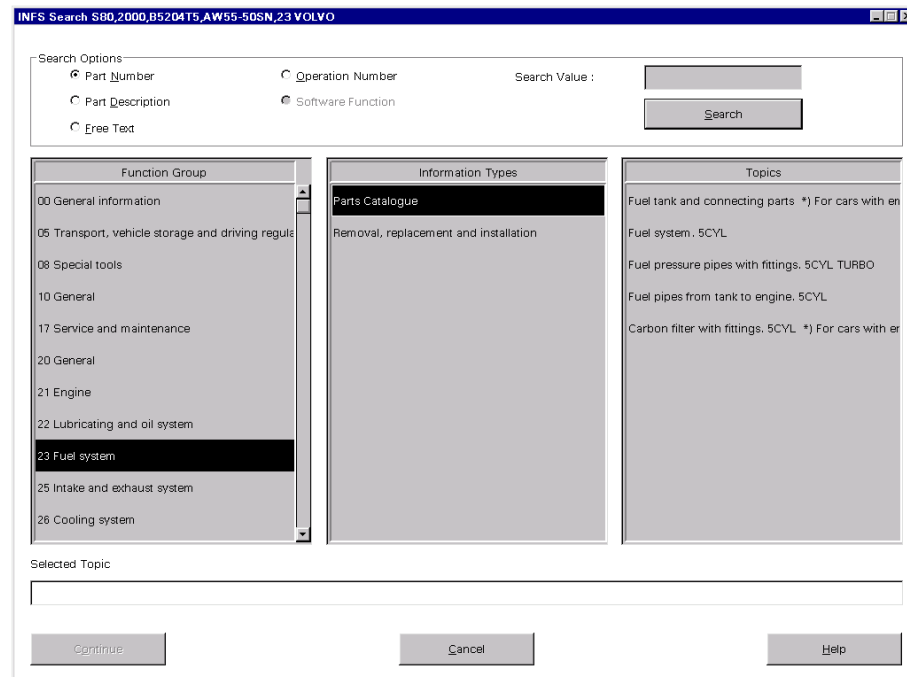 INFS Search S80,2000,B5204T5,AW55-50SN,23 VOLVO
Search Options
Part Number
Operation Number
Search Value :
Part Description
Software Function
Search
Free Text
Function Group
Information Types
Topics
00 General information
Parts Catalogue
Fuel tank and connecting parts *) For cars with en
05 Transport, vehicle storage and driving regula
Removal, replacement and installation
Fuel system. 5CYL
08 Special tools
Fuel pressure pipes with fittings. 5CYL TURBO
10 General
Fuel pipes from tank to engine. 5CYL
17 Service and maintenance
Carbon filter with fittings. 5CYL *) For cars with er
20 General
21 Engine
22 Lubricating and oil system
23 Fuel system
25 Intake and exhaust system
26 Cooling system
Selected Topic
Continue
Cancel
Help